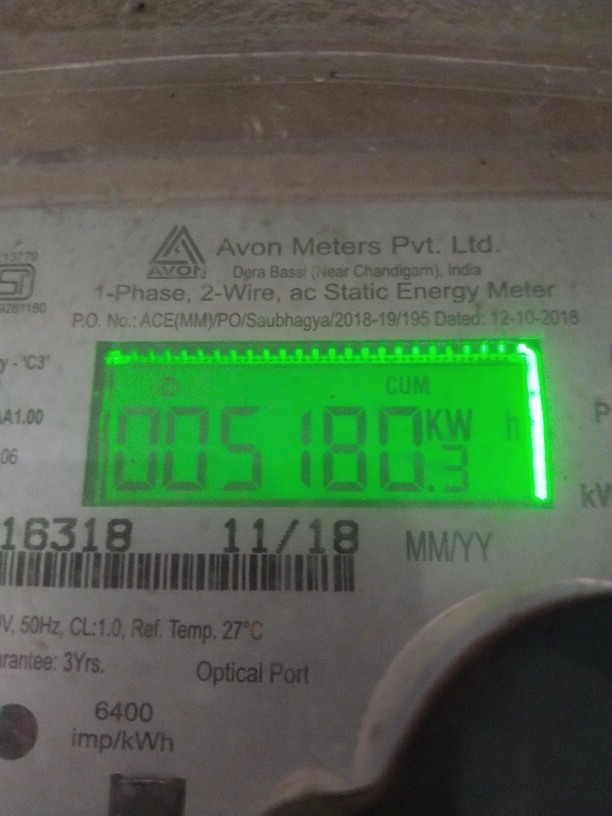 AVON
Avon Meters Pvt. Ltd.
Dera Bassi (Near Chandigarh), India
1-Phase, 2-Wire, ac Static Energy Meter
P.O. No.: ACE(MM)/PO/Saubhagya/2018-19/195 Dated: 12-10-2018
CUM
005180.3 KW h
16318 11/18 MM/YY
V, 50Hz, CL:1.0, Ref. Temp. 27°C
3Yrs.
Optical Port
6400
imp/kWh